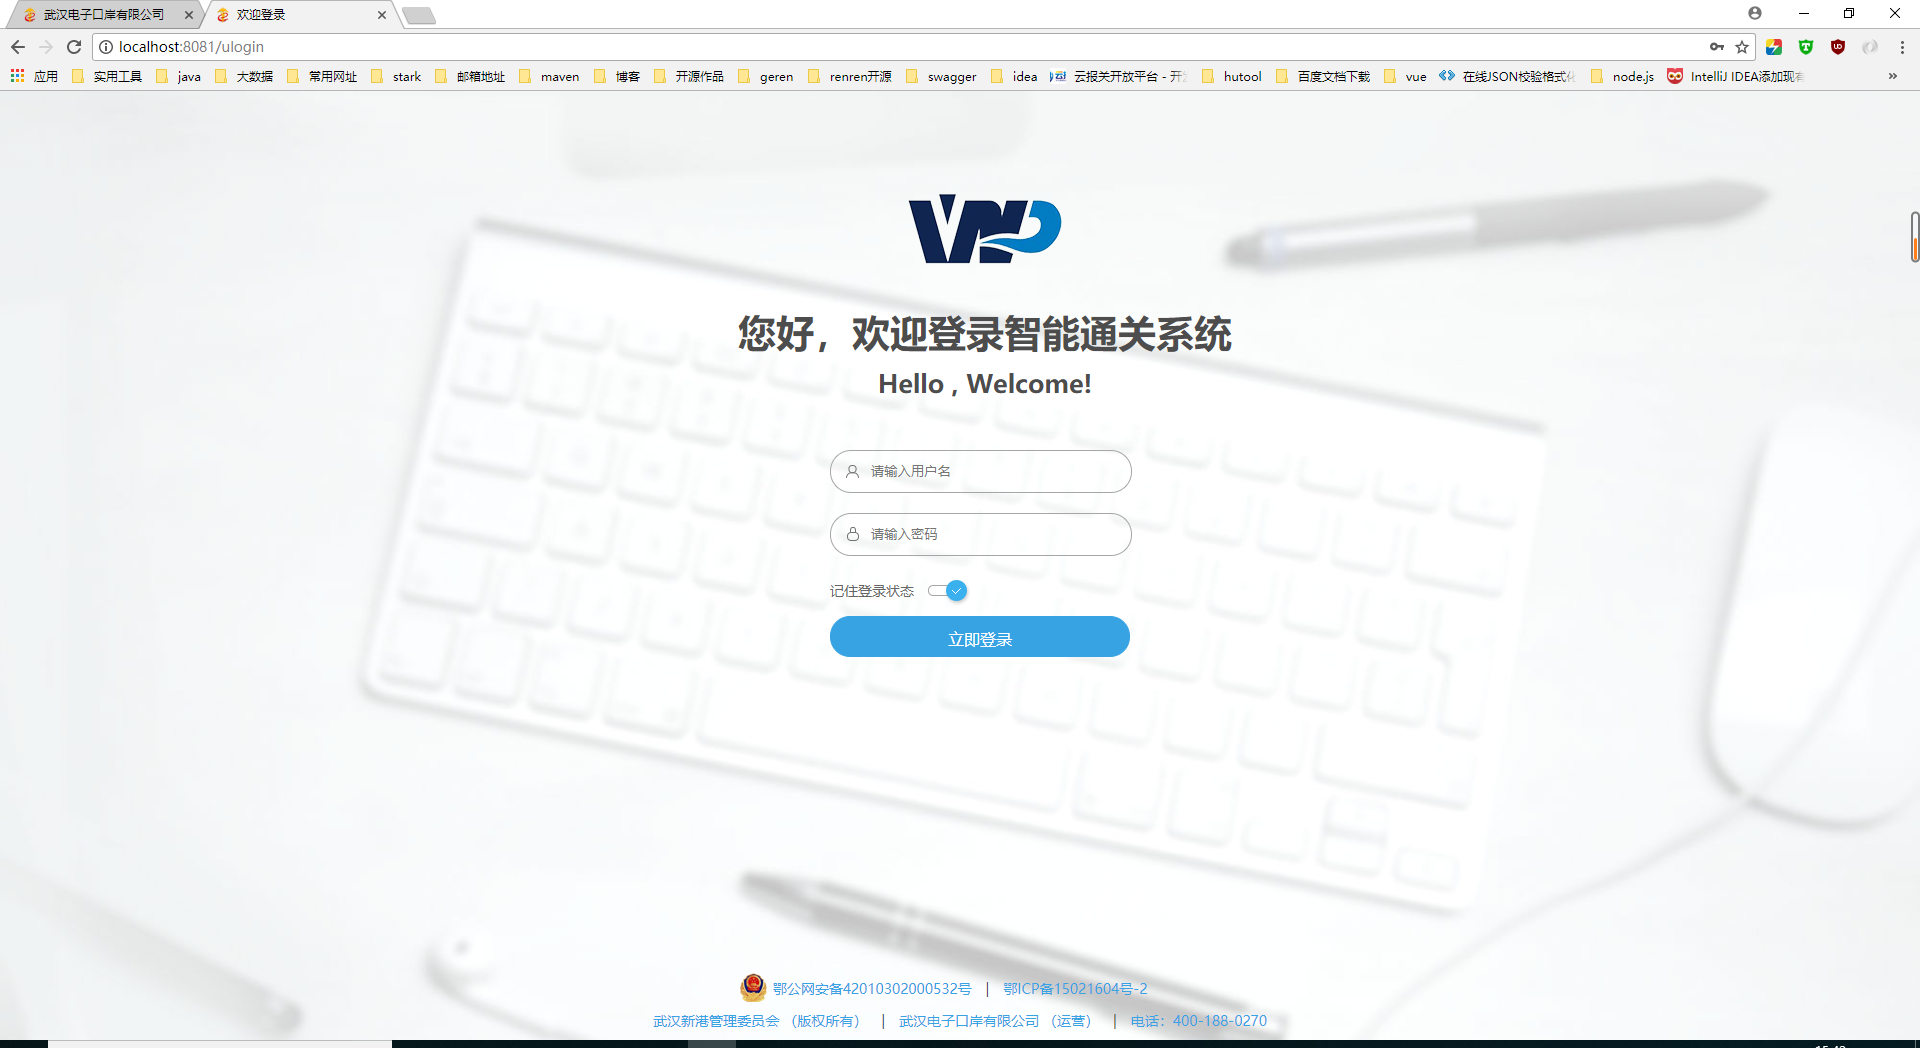 武汉电子口岸有限公司
欢迎登录
localhost:8081/ulogin
应用 实用工具 java 大数据 常用网址 stark 邮箱地址 maven 博客 开源作品 geren renren开源 swagger idea 云报关开放平台 - 开 hutool 百度文档下载 vue 在线JSON校验格式化 node.js IntelliJ IDEA添加现有 »
您好，欢迎登录智能通关系统
Hello , Welcome!
请输入用户名
请输入密码
记住登录状态
立即登录
鄂公网安备42010302000532号 | 鄂ICP备15021604号-2
武汉新港管理委员会 （版权所有） | 武汉电子口岸有限公司 （运营） | 电话：400-188-0270